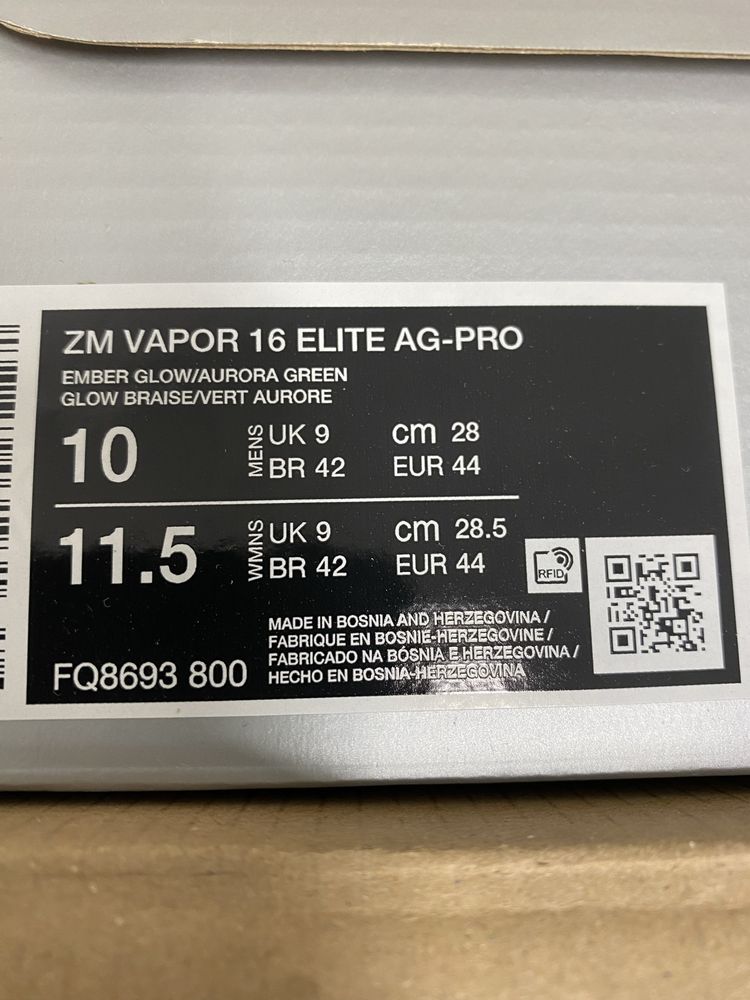 ZM VAPOR 16 ELITE AG-PRO
EMBER GLOW/AURORA GREEN
GLOW BRAISE/VERT AURORE
10 MENS UK 9 cm 28
BR 42 EUR 44
11.5 WMNS UK 9 cm 28.5
BR 42 EUR 44
RFID
MADE IN BOSNIA AND HERZEGOVINA /
FABRIQUE EN BOSNIE-HERZEGOVINE /
FABRICADO NA BÓSNIA E HERZEGOVINA /
HECHO EN BOSNIA-HERZEGOVINA
FQ8693 800